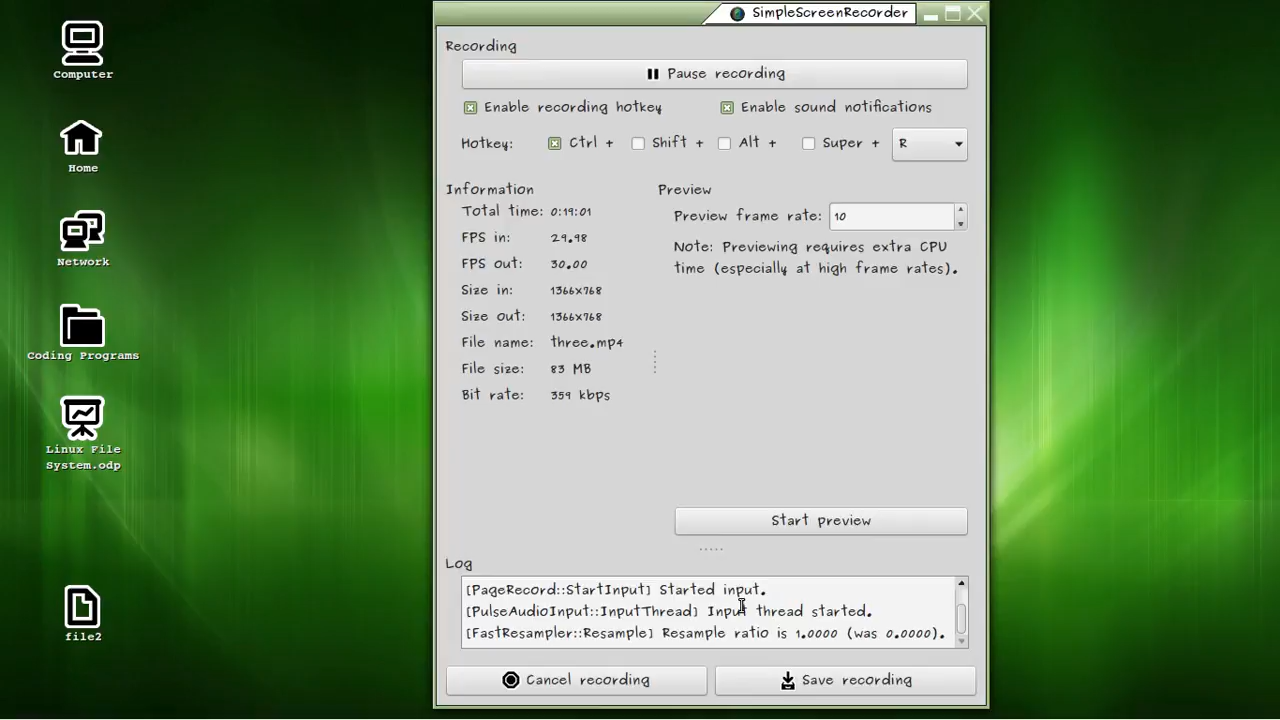 SimpleScreenRecorder
Computer
Home
Network
Coding Programs
Linux File
System.odp
file2
Recording
Pause recording
Enable recording hotkey
Enable sound notifications
Hotkey: Ctrl + Shift + Alt + Super + R
Information
Total time: 0:19:01
FPS in: 29.98
FPS out: 30.00
Size in: 1366x768
Size out: 1366x768
File name: three.mp4
File size: 83 MB
Bit rate: 359 kbps
Preview
Preview frame rate: 10
Note: Previewing requires extra CPU
time (especially at high frame rates).
Start preview
Log
[PageRecord::StartInput] Started input.
[PulseAudioInput::InputThread] Input thread started.
[FastResampler::Resample] Resample ratio is 1.0000 (was 0.0000).
Cancel recording
Save recording